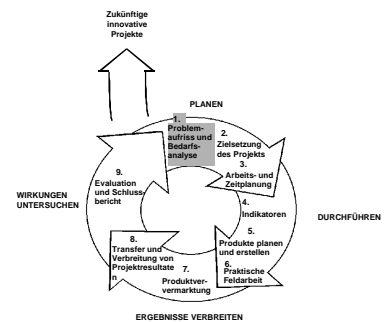 Zukünftige
innovative
Projekte
PLANEN
1.
Problem-
aufriss und
Bedarfs-
analyse
2.
Zielsetzung
des Projekts
3.
Arbeits- und
Zeitplanung
4.
Indikatoren
5.
Produkte planen
und erstellen
6.
Praktische
Feldarbeit
7.
Produktver-
vermarktung
8.
Transfer und
Verbreitung von
Projektresultate
n
9.
Evaluation
und Schluss-
bericht
WIRKUNGEN
UNTERSUCHEN
DURCHFÜHREN
ERGEBNISSE VERBREITEN